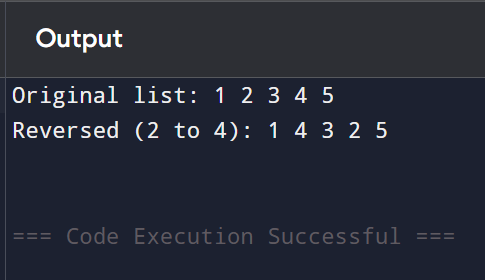 Output
Original list: 1 2 3 4 5
Reversed (2 to 4): 1 4 3 2 5
=== Code Execution Successful ===